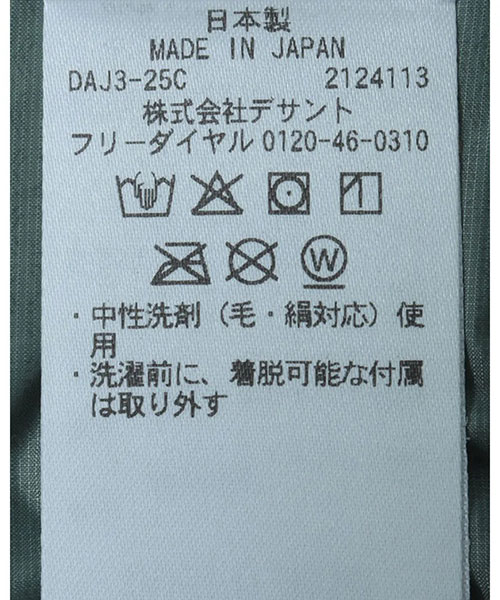 日本製
MADE IN JAPAN
DAJ3-25C 2124113
株式会社デサント
フリーダイヤル 0120-46-0310
W
・中性洗剤（毛・絹対応）使
用
・洗濯前に、着脱可能な付属
は取り外す